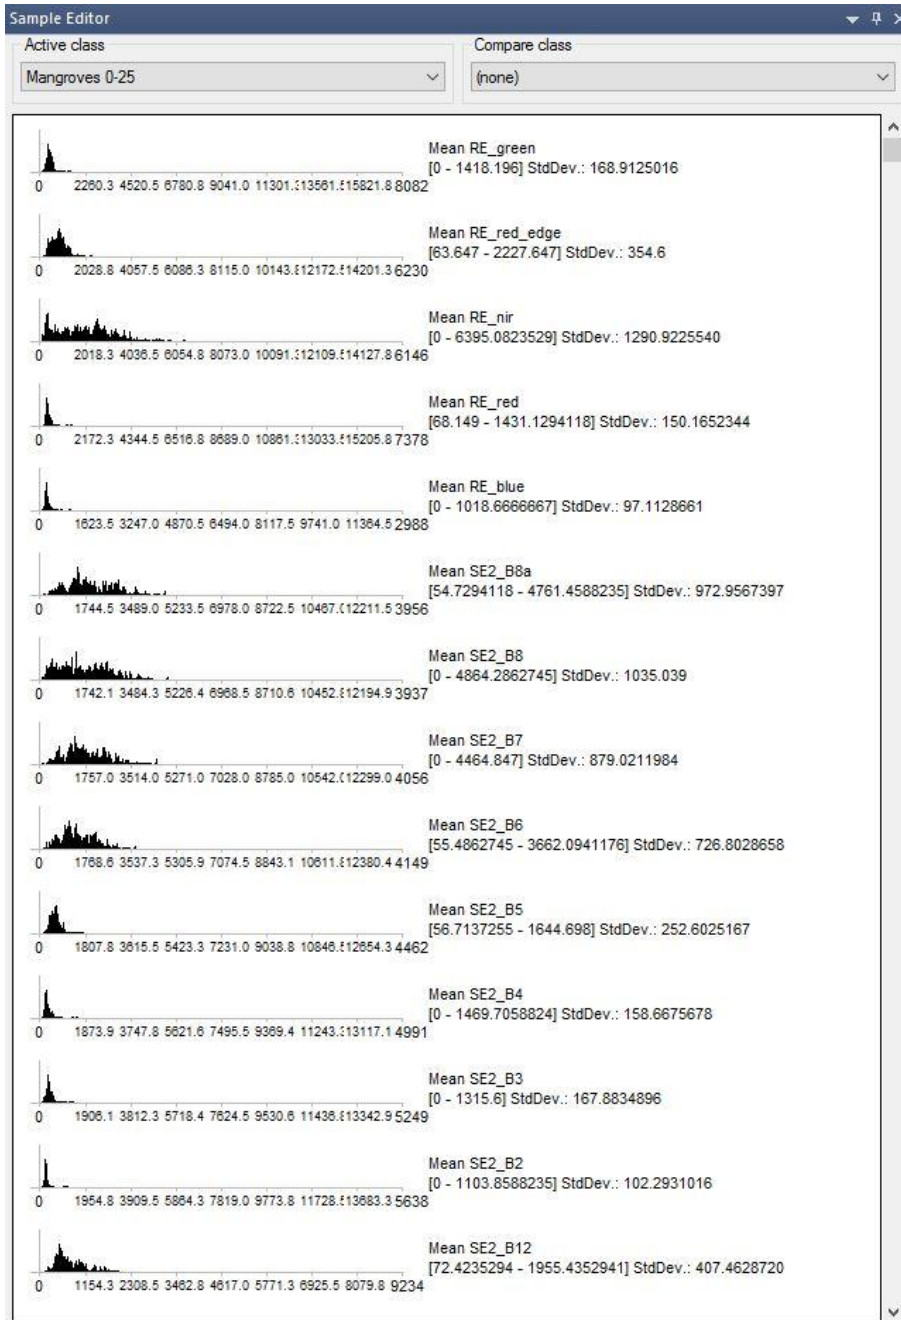 Sample Editor
Active class
Compare class
Mangroves 0-25
(none)
Mean RE_green
[0 - 1418.196] StdDev.: 168.9125016
0 2260.3 4520.5 6780.8 9041.0 11301.3 13561.5 15821.8 8082
Mean RE_red_edge
[63.647 - 2227.647] StdDev.: 354.6
0 2028.8 4057.5 6086.3 8115.0 10143.8 12172.5 14201.3 6230
Mean RE_nir
[0 - 6395.0823529] StdDev.: 1290.9225540
0 2018.3 4036.5 6054.8 8073.0 10091.3 12109.5 14127.8 6146
Mean RE_red
[68.149 - 1431.1294118] StdDev.: 150.1652344
0 2172.3 4344.5 6516.8 8689.0 10861.3 13033.5 15205.8 7378
Mean RE_blue
[0 - 1018.6666667] StdDev.: 97.1128661
0 1623.5 3247.0 4870.5 6494.0 8117.5 9741.0 11364.5 2988
Mean SE2_B8a
[54.7294118 - 4761.4588235] StdDev.: 972.9567397
0 1744.5 3489.0 5233.5 6978.0 8722.5 10467.0 12211.5 3956
Mean SE2_B8
[0 - 4864.2862745] StdDev.: 1035.039
0 1742.1 3484.3 5226.4 6968.5 8710.6 10452.8 12194.9 3937
Mean SE2_B7
[0 - 4464.847] StdDev.: 879.0211984
0 1757.0 3514.0 5271.0 7028.0 8785.0 10542.0 12299.0 4056
Mean SE2_B6
[55.4862745 - 3662.0941176] StdDev.: 726.8028658
0 1768.6 3537.3 5305.9 7074.5 8843.1 10611.8 12380.4 4149
Mean SE2_B5
[56.7137255 - 1644.698] StdDev.: 252.6025167
0 1807.8 3615.5 5423.3 7231.0 9038.8 10846.5 12654.3 4462
Mean SE2_B4
[0 - 1469.7058824] StdDev.: 158.6675678
0 1873.9 3747.8 5621.6 7495.5 9369.4 11243.3 13117.1 4991
Mean SE2_B3
[0 - 1315.6] StdDev.: 167.8834896
0 1906.1 3812.3 5718.4 7624.5 9530.6 11436.8 13342.9 5249
Mean SE2_B2
[0 - 1103.8588235] StdDev.: 102.2931016
0 1954.8 3909.5 5864.3 7819.0 9773.8 11728.5 13683.3 5638
Mean SE2_B12
[72.4235294 - 1955.4352941] StdDev.: 407.4628720
0 1154.3 2308.5 3462.8 4617.0 5771.3 6925.5 8079.8 9234